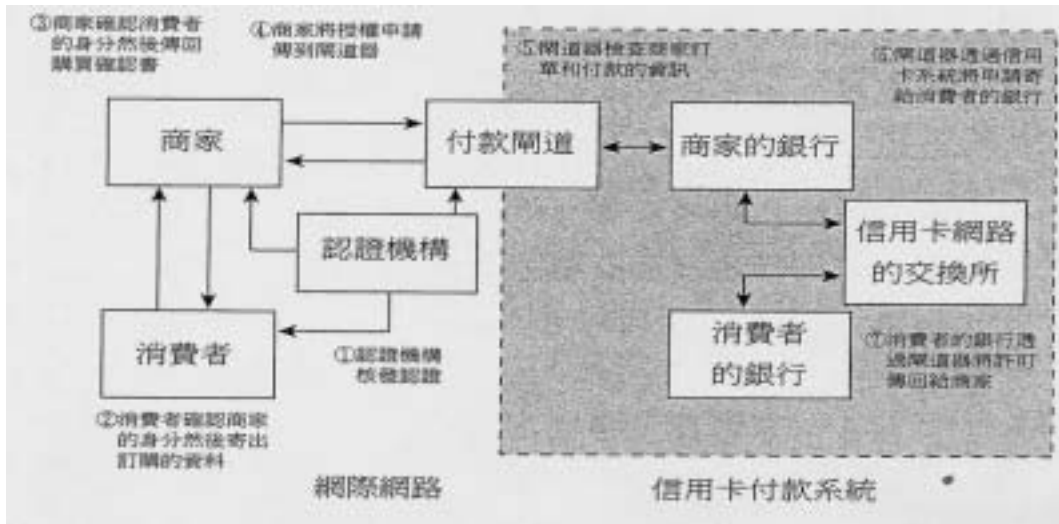 ③商家確認消費者
的身分然後傳回
購買確認書
④商家將授權申請
傳到閘道器
⑤閘道器檢查商家訂
單和付款的資訊
⑥閘道器透過信用
卡系統將申請寄
給消費者的銀行
商家
付款閘道
商家的銀行
認證機構
信用卡網路
的交換所
消費者
消費者
的銀行
①認證機構
核發認證
⑦消費者的銀行透
過閘道器將許可
傳回給商家
②消費者確認商家
的身分然後寄出
訂購的資料
網際網路
信用卡付款系統